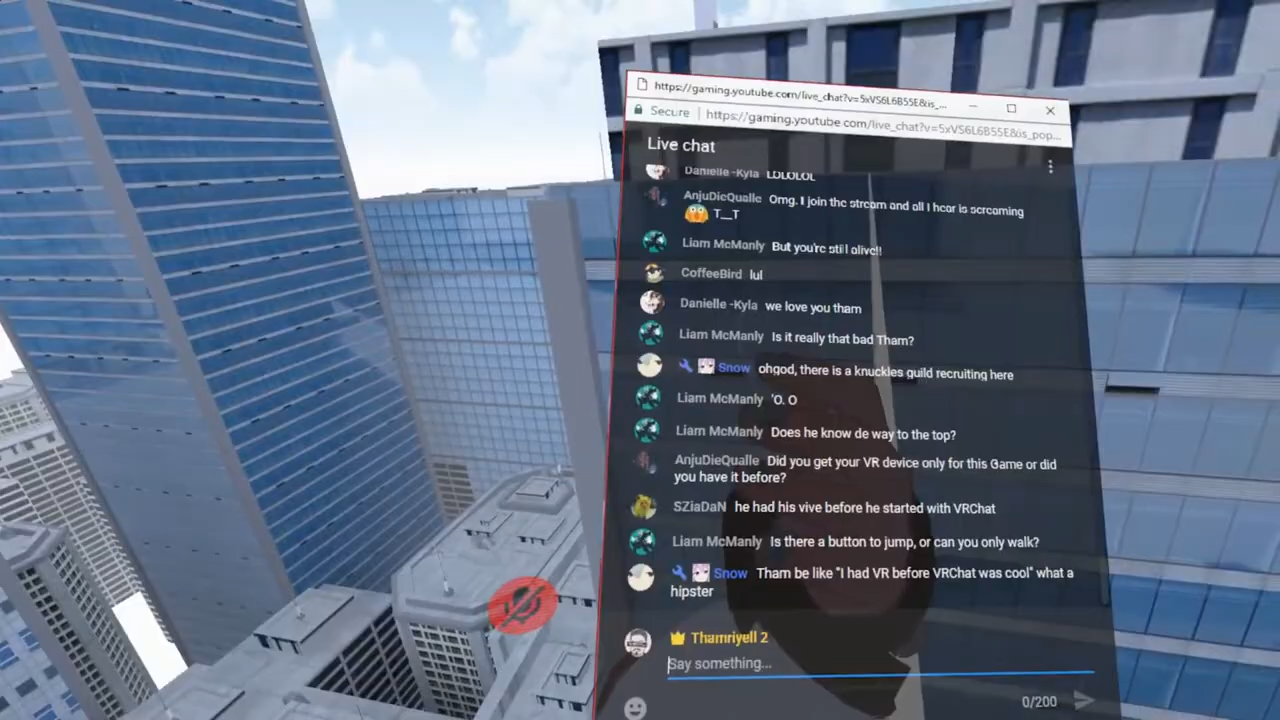 https://gaming.youtube.com/live_chat?v=5xVS6L6B55E&is_...
Secure | https://gaming.youtube.com/live_chat?v=5xVS6L6B55E&is_pop...
Live chat
Danielle -Kyla LOLOLOL
AnjuDieQualle Omg. I join the stream and all I hear is screaming
T__T
Liam McManly But you're still alive!!
CoffeeBird lul
Danielle -Kyla we love you tham
Liam McManly Is it really that bad Tham?
Snow ohgod, there is a knuckles guild recruiting here
Liam McManly 'O. O
Liam McManly Does he know de way to the top?
AnjuDieQualle Did you get your VR device only for this Game or did
you have it before?
SZiaDaN he had his vive before he started with VRChat
Liam McManly Is there a button to jump, or can you only walk?
Snow Tham be like "I had VR before VRChat was cool" what a
hipster
Thamriyell 2
Say something...
0/200